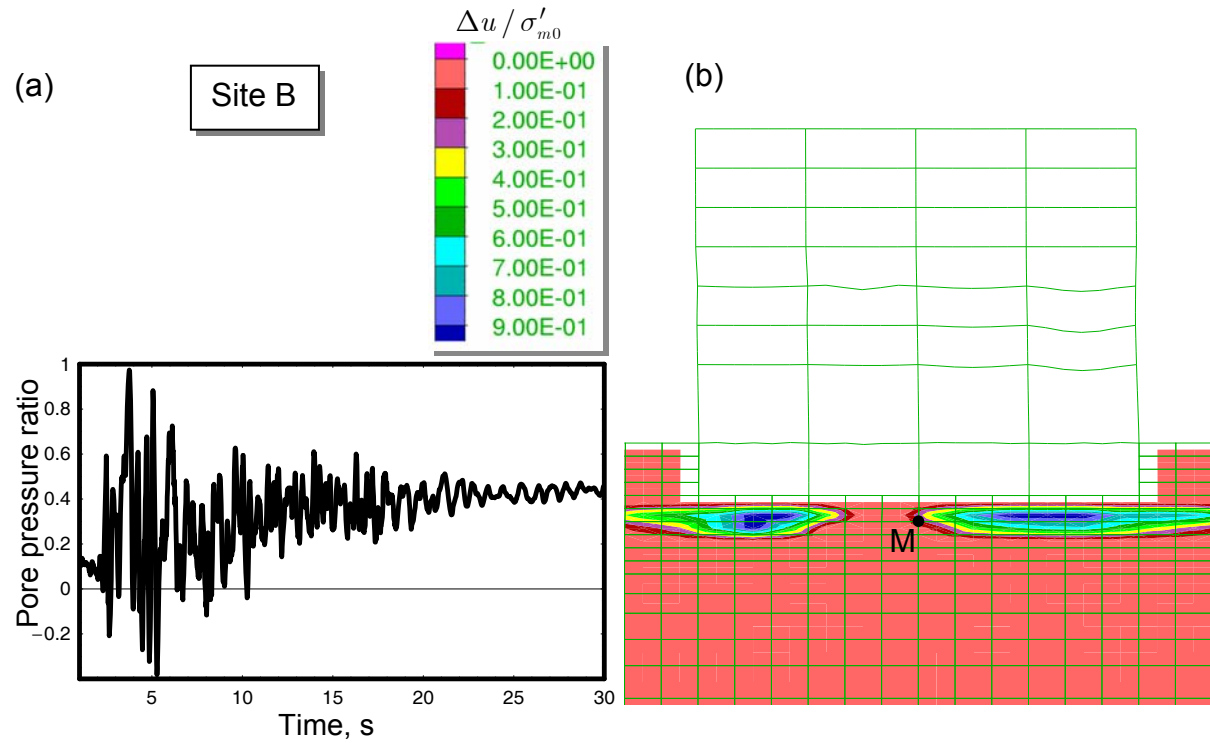 Δu / σ′m0
(a)
Site B
(b)
0.00E+00
1.00E-01
2.00E-01
3.00E-01
4.00E-01
5.00E-01
6.00E-01
7.00E-01
8.00E-01
9.00E-01
Pore pressure ratio
1
0.8
0.6
0.4
0.2
0
−0.2
5
10
15
20
25
30
Time, s
M